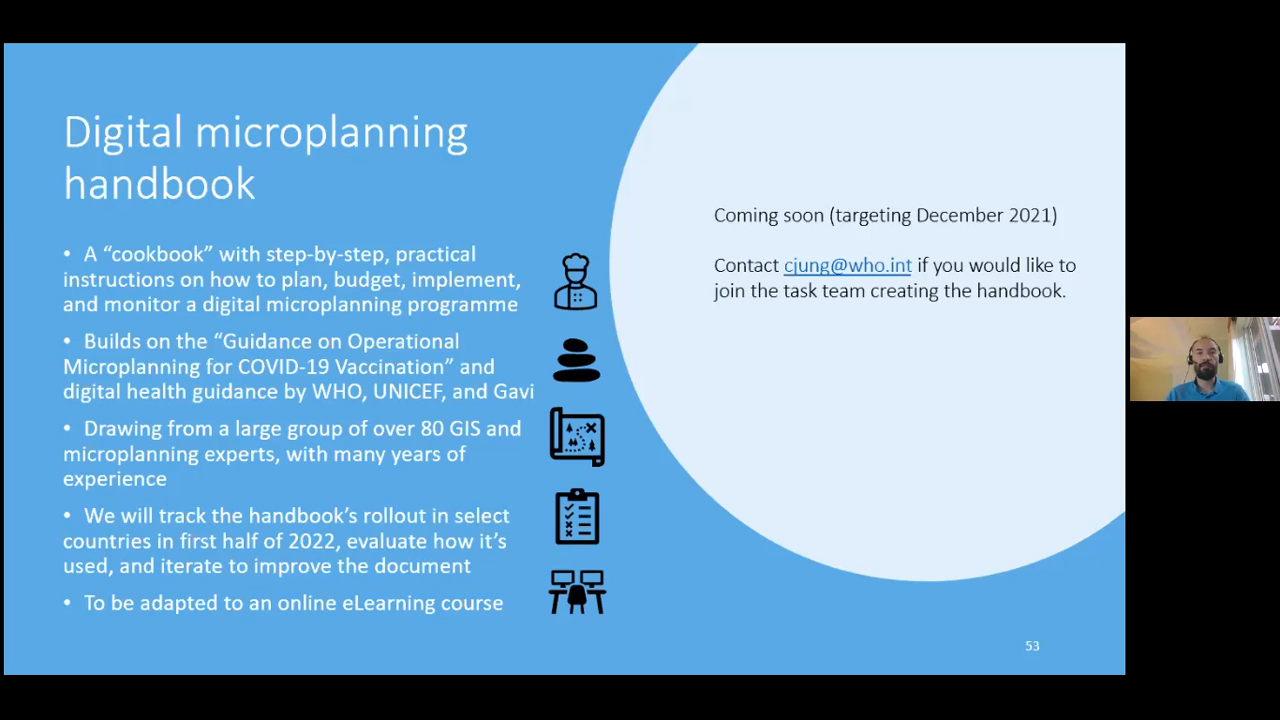 Digital microplanning
handbook
• A “cookbook” with step-by-step, practical
instructions on how to plan, budget, implement,
and monitor a digital microplanning programme
• Builds on the “Guidance on Operational
Microplanning for COVID-19 Vaccination” and
digital health guidance by WHO, UNICEF, and Gavi
• Drawing from a large group of over 80 GIS and
microplanning experts, with many years of
experience
• We will track the handbook’s rollout in select
countries in first half of 2022, evaluate how it’s
used, and iterate to improve the document
• To be adapted to an online eLearning course
Coming soon (targeting December 2021)
Contact cjung@who.int if you would like to
join the task team creating the handbook.
53